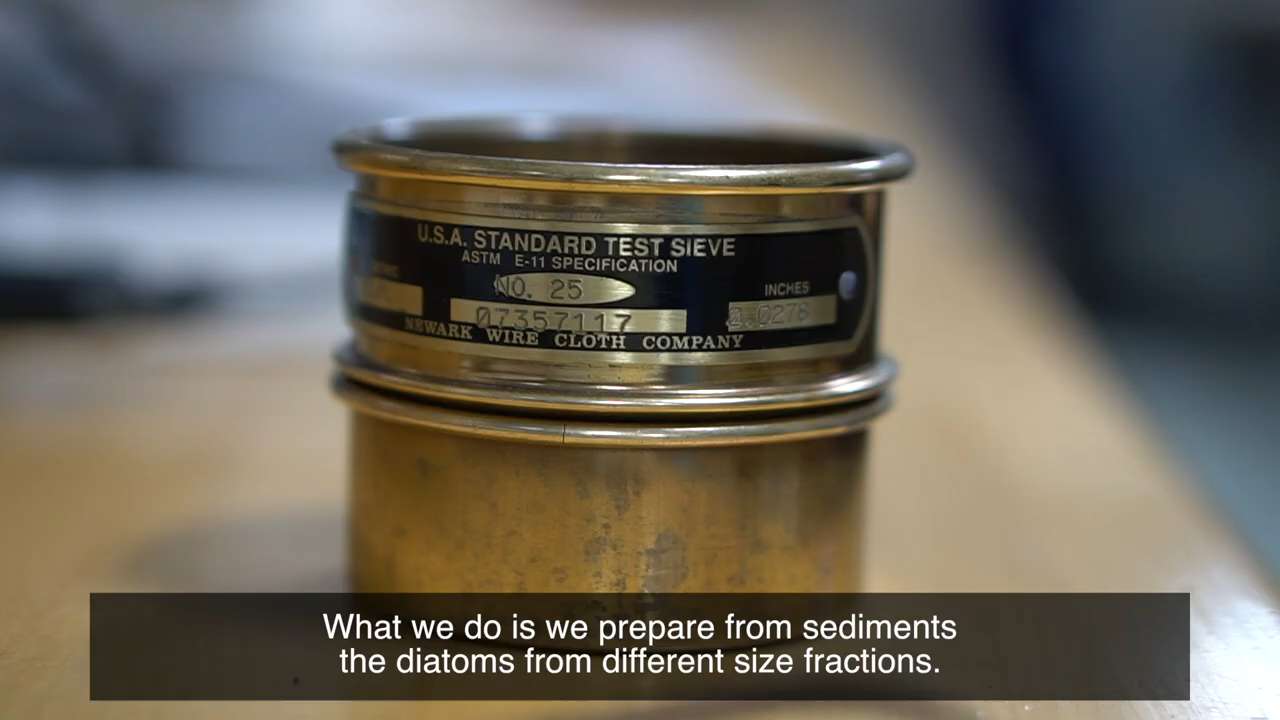 U.S.A. STANDARD TEST SIEVE
ASTM E-11 SPECIFICATION
NO. 25
INCHES
07357117
0.0278
NEWARK WIRE CLOTH COMPANY
What we do is we prepare from sediments
the diatoms from different size fractions.